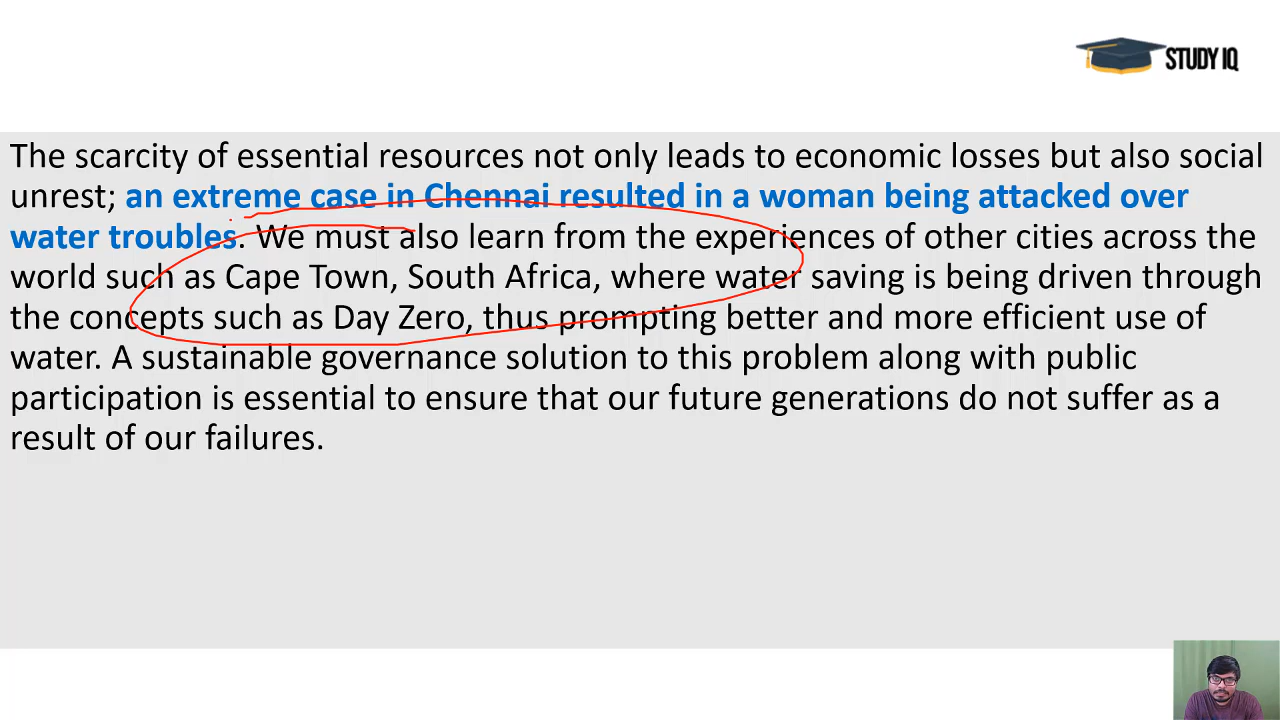 STUDY IQ
The scarcity of essential resources not only leads to economic losses but also social
unrest; an extreme case in Chennai resulted in a woman being attacked over
water troubles. We must also learn from the experiences of other cities across the
world such as Cape Town, South Africa, where water saving is being driven through
the concepts such as Day Zero, thus prompting better and more efficient use of
water. A sustainable governance solution to this problem along with public
participation is essential to ensure that our future generations do not suffer as a
result of our failures.